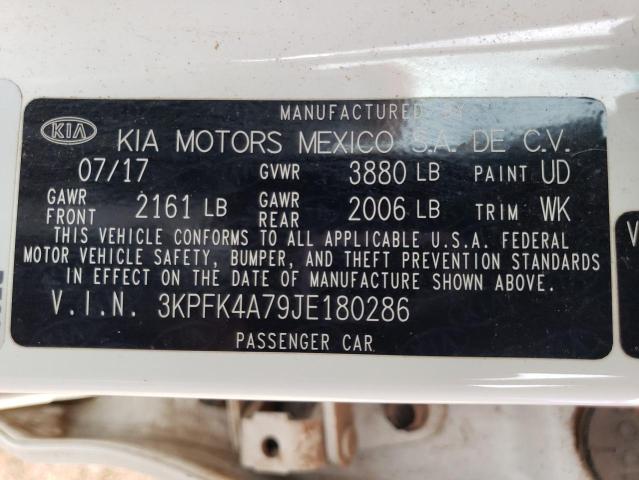 MANUFACTURED BY
KIA KIA MOTORS MEXICO S.A. DE C.V.
07/17 GVWR 3880 LB PAINT UD
GAWR FRONT 2161 LB GAWR REAR 2006 LB TRIM WK
THIS VEHICLE CONFORMS TO ALL APPLICABLE U.S.A. FEDERAL
MOTOR VEHICLE SAFETY, BUMPER, AND THEFT PREVENTION STANDARDS
IN EFFECT ON THE DATE OF MANUFACTURE SHOWN ABOVE.
V.I.N. 3KPFK4A79JE180286
PASSENGER CAR